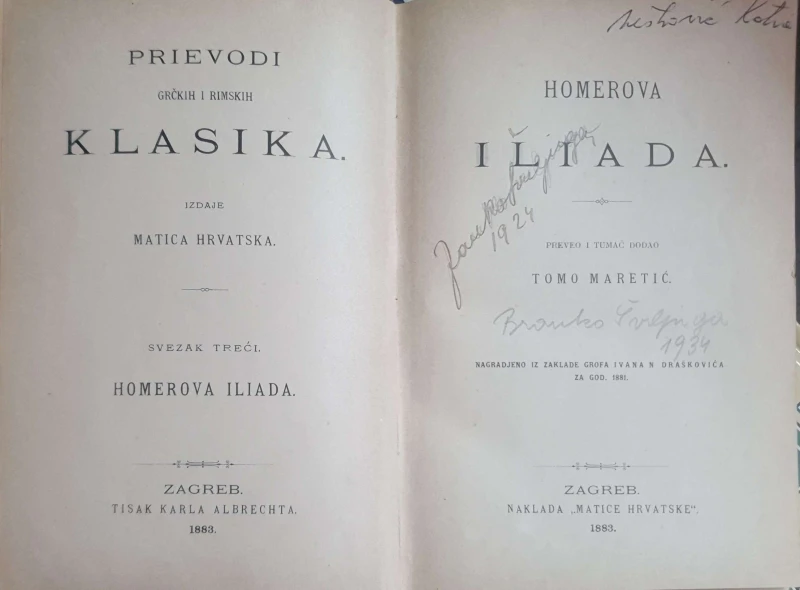 PRIEVODI
GRČKIH I RIMSKIH
KLASIKA.
IZDAJE
MATICA HRVATSKA.
SVEZAK TREĆI.
HOMEROVA ILIADA.
ZAGREB.
TISAK KARLA ALBRECHTA.
1883.
HOMEROVA
ILIADA.
1924
PREVEO I TUMAČ DODAO
TOMO MARETIĆ.
Branko Šveljuga
1934
NAGRADJENO IZ ZAKLADE GROFA IVANA N DRAŠKOVIĆA
ZA GOD. 1881.
ZAGREB.
NAKLADA „MATICE HRVATSKE“.
1883.